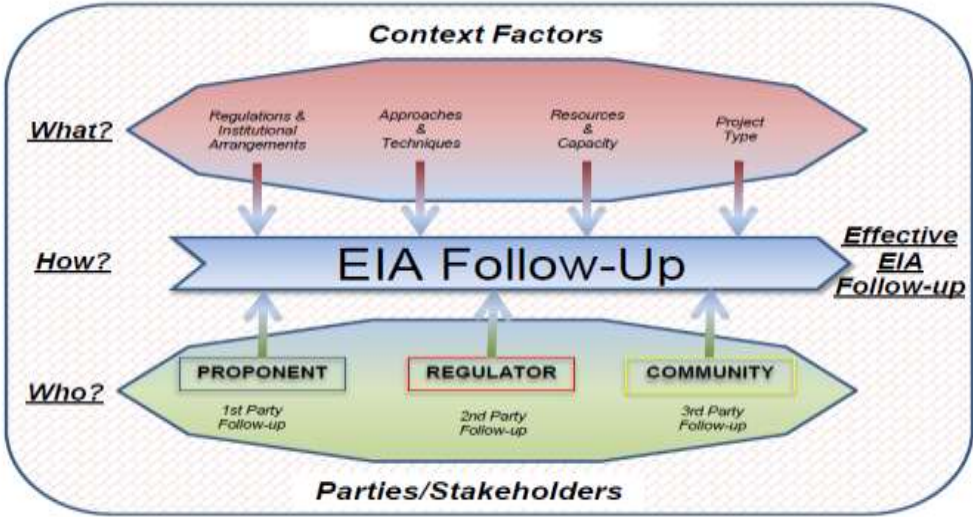 Context Factors
What?
Regulations &
Institutional
Arrangements
Approaches
&
Techniques
Resources
&
Capacity
Project
Type
How?
EIA Follow-Up
Effective
EIA
Follow-up
Who?
PROPONENT
1st Party
Follow-up
REGULATOR
2nd Party
Follow-up
COMMUNITY
3rd Party
Follow-up
Parties/Stakeholders